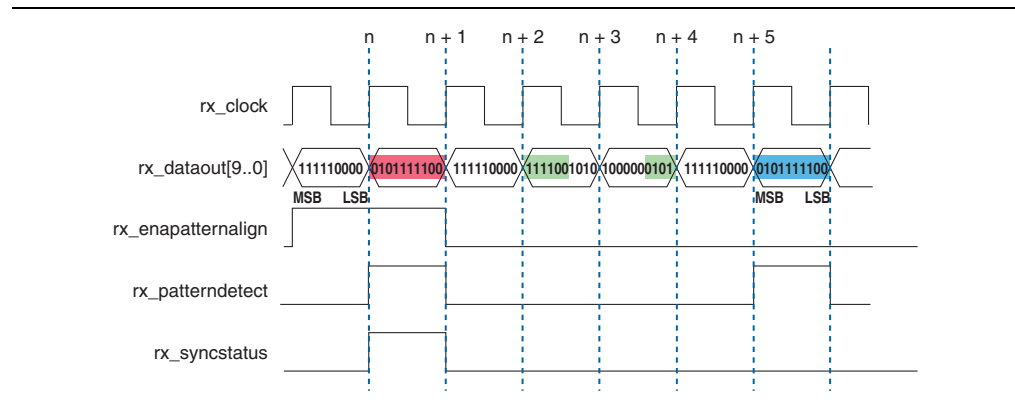 n n + 1 n + 2 n + 3 n + 4 n + 5
rx_clock
rx_dataout[9..0] 111110000 0101111100 111110000 1111001010 1000000101 111110000 0101111100
MSB LSB MSB LSB
rx_enapatternalign
rx_patterndetect
rx_syncstatus